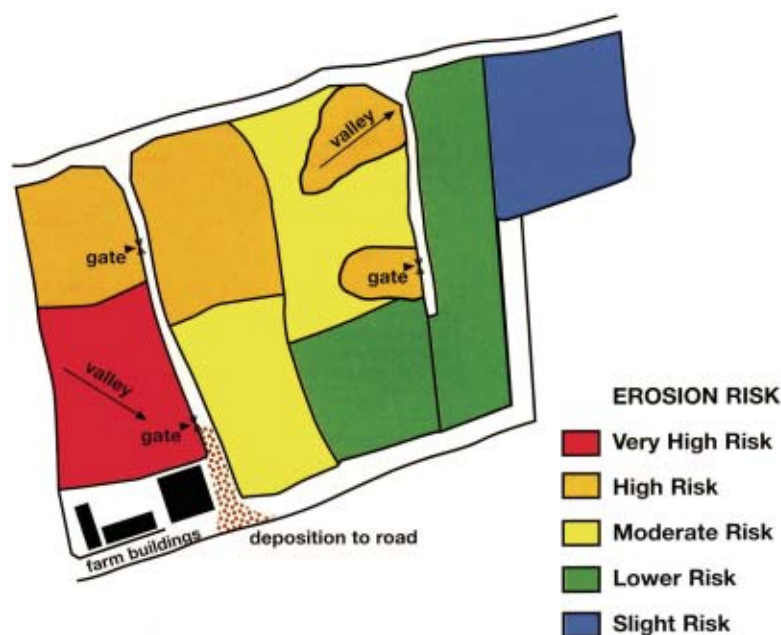 valley
gate
gate
valley
gate
farm buildings
deposition to road
EROSION RISK
Very High Risk
High Risk
Moderate Risk
Lower Risk
Slight Risk